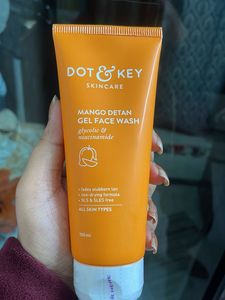 DOT & KEY
SKINCARE
MANGO DETAN
GEL FACE WASH
glycolic &
niacinamide
• fades stubborn tan
• non-drying formula
• SLS & SLES free
ALL SKIN TYPES
100ml